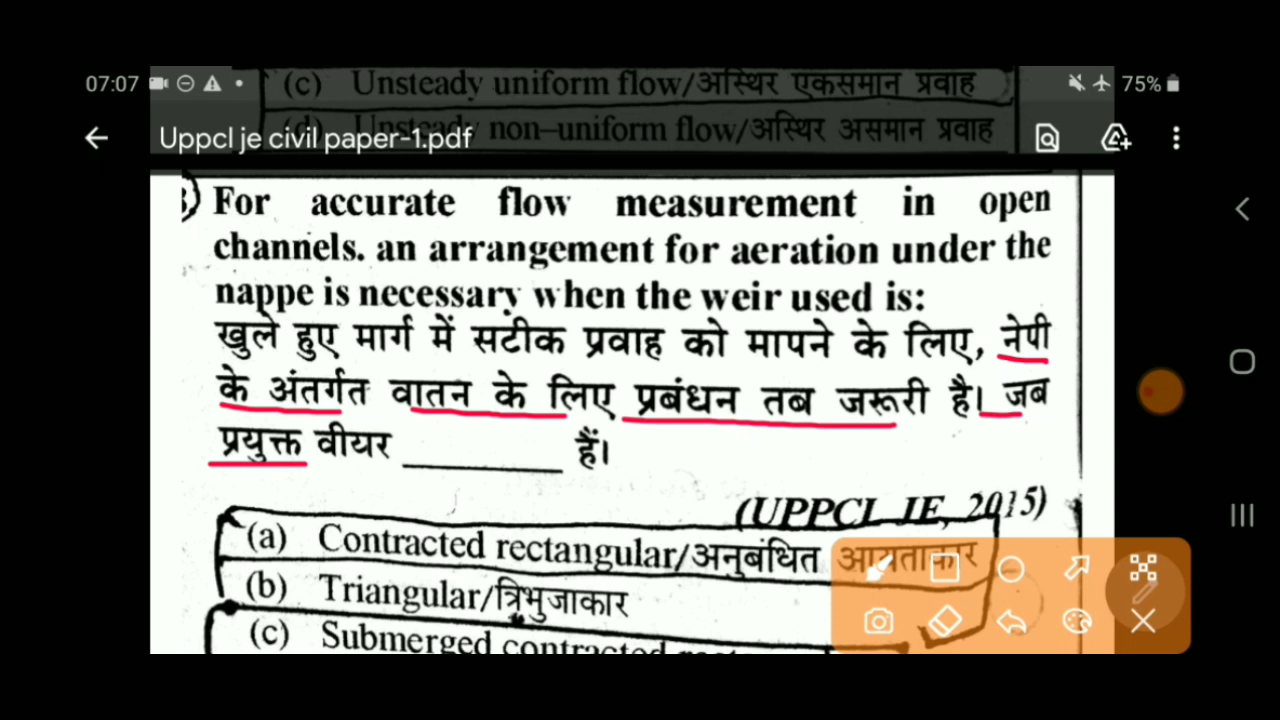 (c) Unsteady uniform flow/अस्थिर एकसमान प्रवाह
07:07
75%
(d) Unsteady non–uniform flow/अस्थिर असमान प्रवाह
Uppcl je civil paper-1.pdf
For accurate flow measurement in open
channels. an arrangement for aeration under the
nappe is necessary when the weir used is:
खुले हुए मार्ग में सटीक प्रवाह को मापने के लिए, नेपी
के अंतर्गत वातन के लिए प्रबंधन तब जरूरी है। जब
प्रयुक्त वीयर ________ हैं।
(UPPCL JE, 2015)
(a) Contracted rectangular/अनुबंधित आयताकार
(b) Triangular/त्रिभुजाकार
(c) Submerged contracted